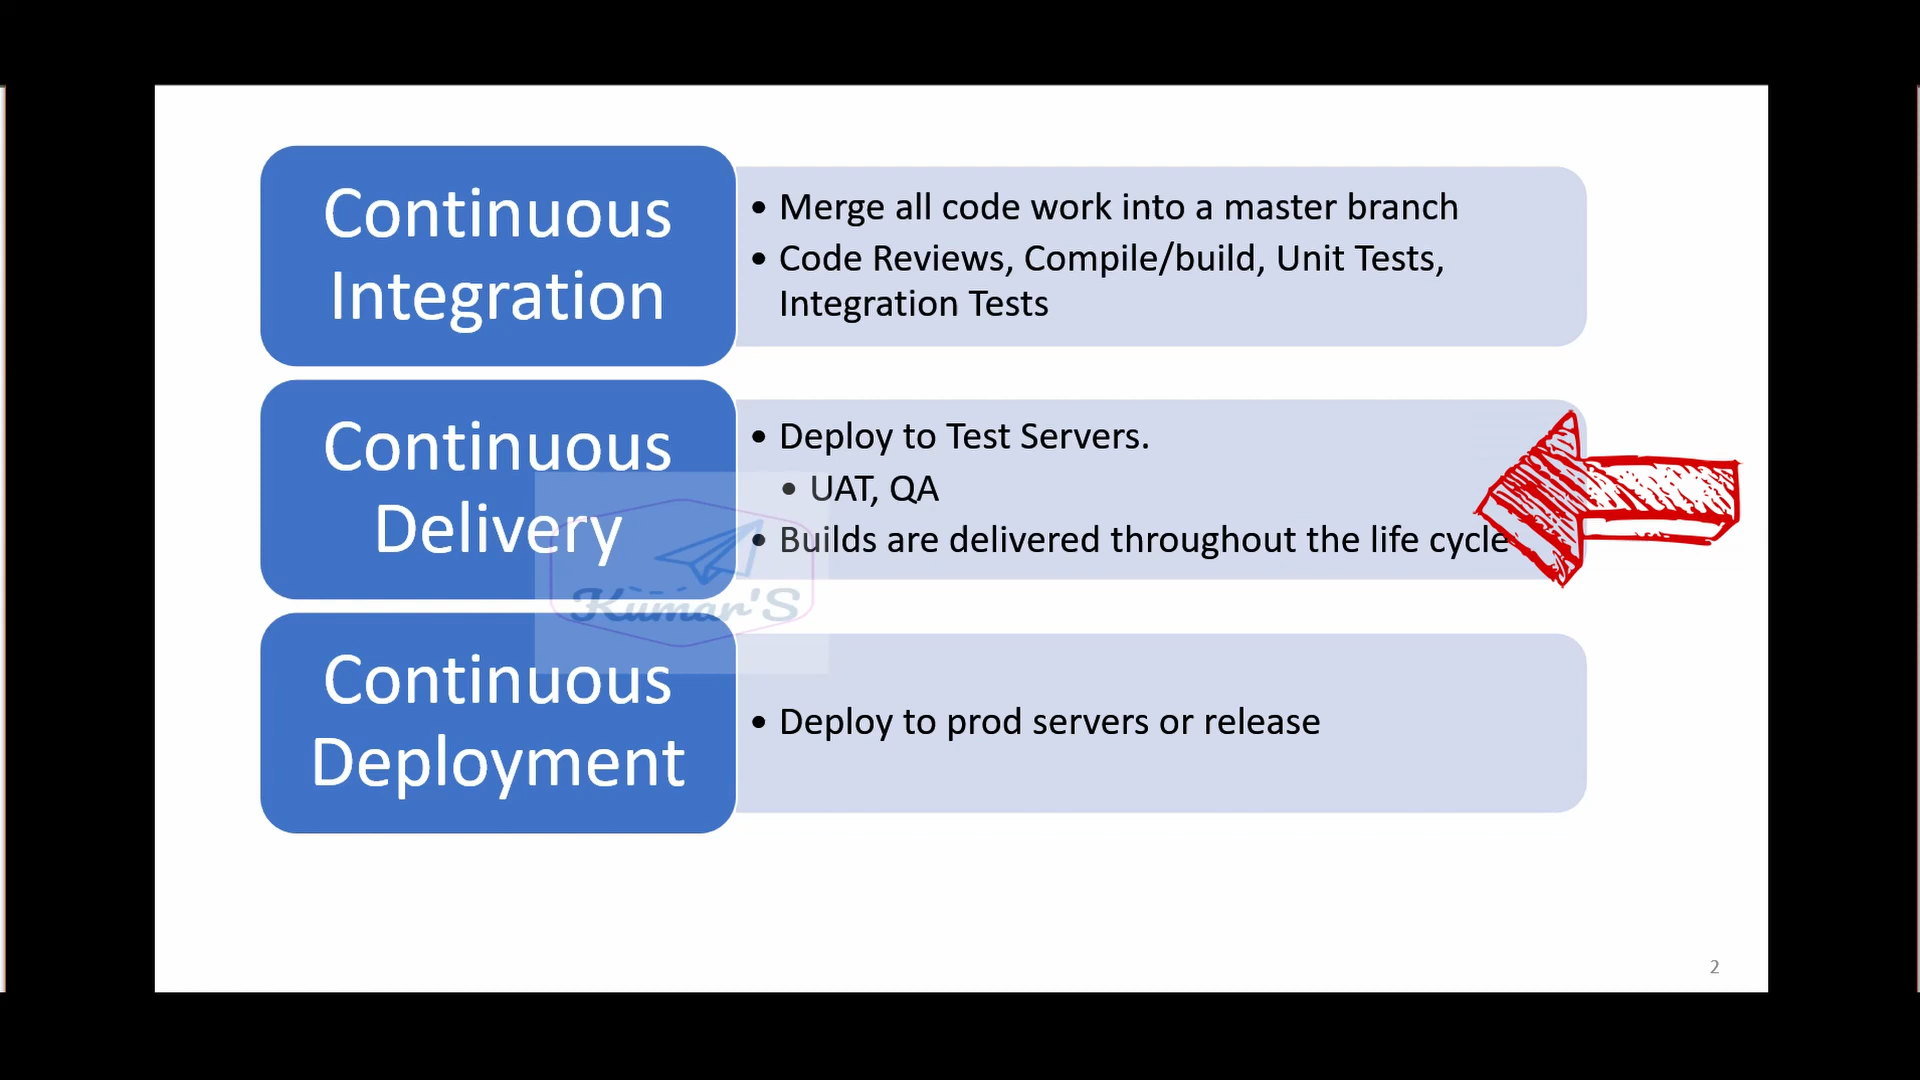 Continuous
Integration
• Merge all code work into a master branch
• Code Reviews, Compile/build, Unit Tests,
Integration Tests
Continuous
Delivery
• Deploy to Test Servers.
• UAT, QA
• Builds are delivered throughout the life cycle
Kumar'S
Continuous
Deployment
• Deploy to prod servers or release
2